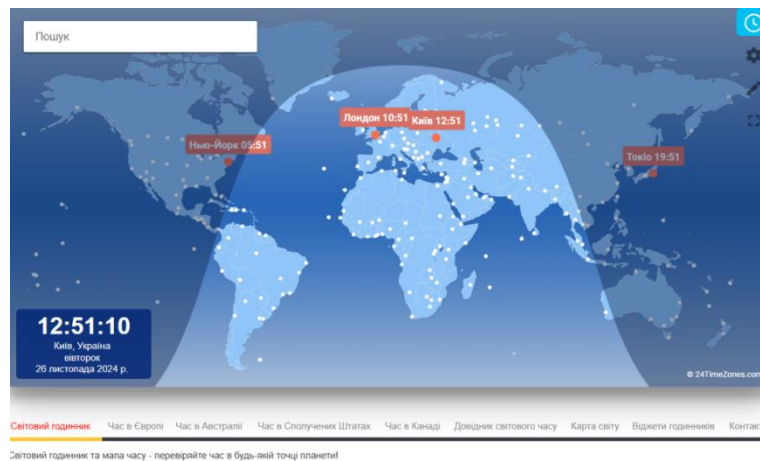 Пошук
Лондон 10:51
Київ 12:51
Нью-Йорк 05:51
Токіо 19:51
12:51:10
Київ, Україна
вівторок
26 листопада 2024 р.
© 24TimeZones.com
Світовий годинник Час в Європі Час в Австралії Час в Сполучених Штатах Час в Канаді Довідник світового часу Карта світу Віджети годинників Контак
Світовий годинник та мапа часу - перевіряйте час в будь-якій точці планети!